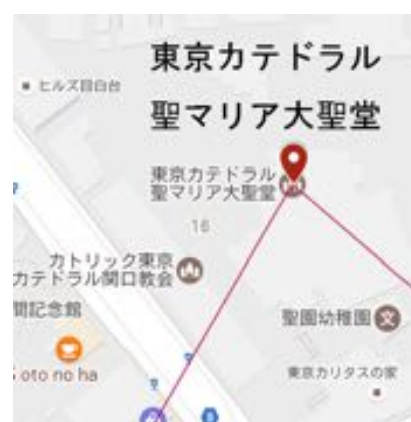 東京カテドラル
聖マリア大聖堂
ヒルズ目白台
東京カテドラル
聖マリア大聖堂
16
カトリック東京
カテドラル関口教会
聖園幼稚園
記念館
oto no ha
東京カリタスの家